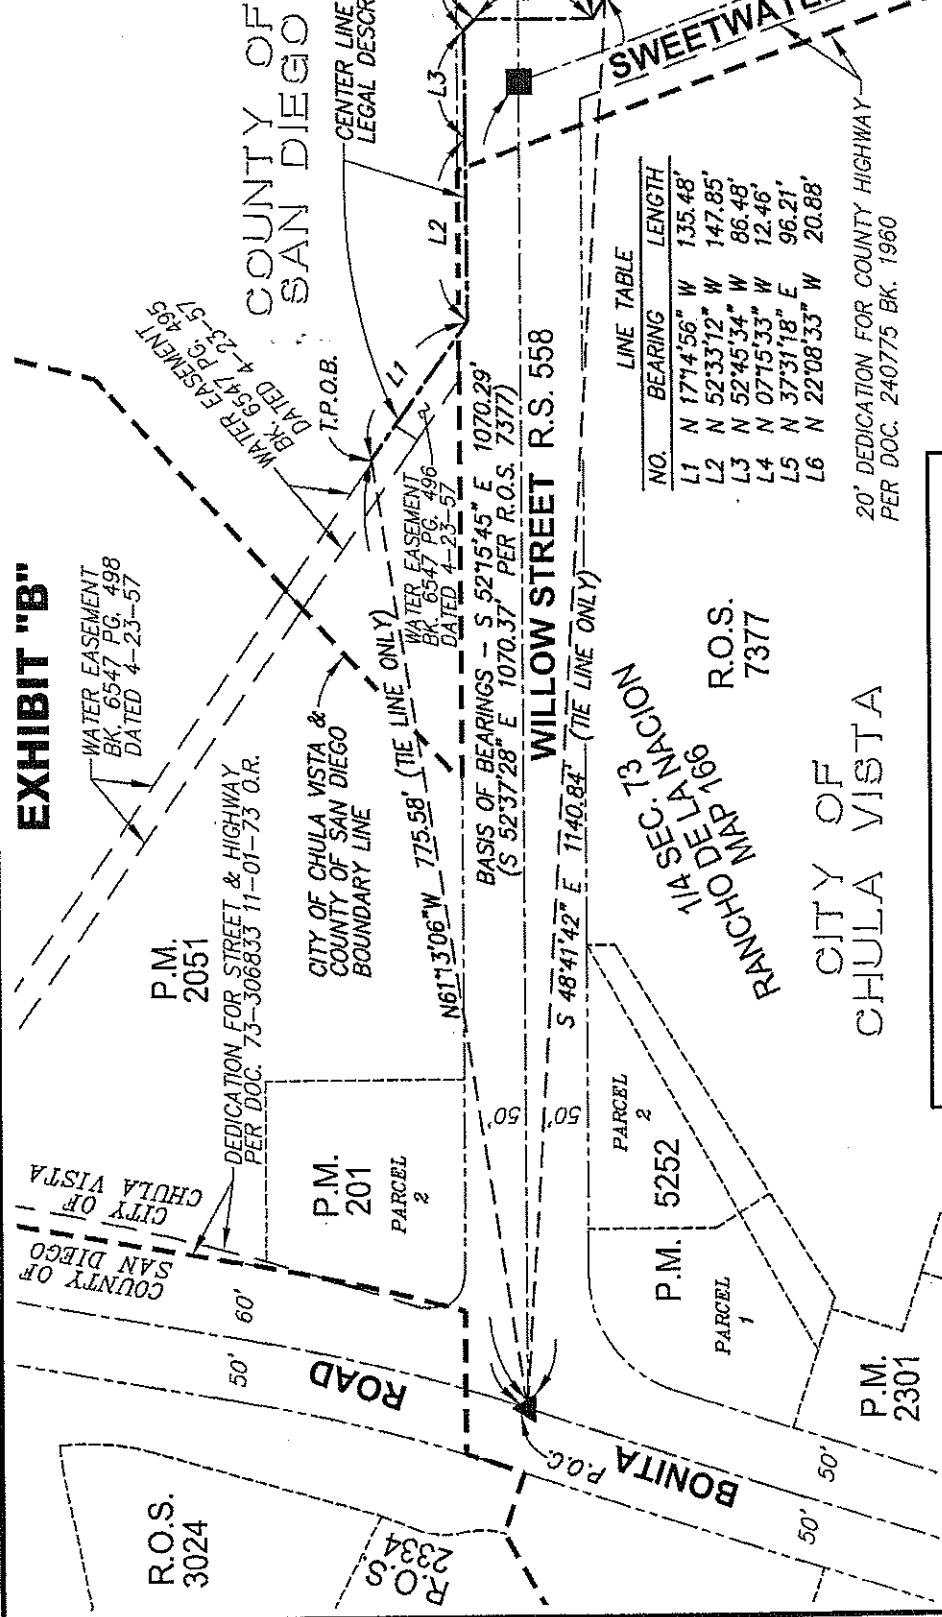 EXHIBIT "B"
WATER EASEMENT
BK. 6547 PG. 498
DATED 4-23-57
WATER EASEMENT
BK. 6547 PG. 495
DATED 4-23-57
COUNTY OF
SAN DIEGO
CENTER LINE
LEGAL DESCR
T.P.O.B.
L1
L2
L3
WATER EASEMENT
BK. 6547 PG. 496
DATED 4-23-57
P.M.
2051
DEDICATION FOR STREET & HIGHWAY
PER DOC. 73-306833 11-01-73 O.R.
CITY OF CHULA VISTA &
COUNTY OF SAN DIEGO
BOUNDARY LINE
N61°13'06"W 775.58' (TIE LINE ONLY)
BASIS OF BEARINGS - S 52°15'45" E 1070.29'
(S 52°37'28" E 1070.37' PER R.O.S. 7377)
WILLOW STREET R.S. 558
S 48°41'42" E 1140.84' (TIE LINE ONLY)
SWEETWATER
COUNTY OF
SAN DIEGO
CITY OF
CHULA VISTA
P.M.
201
PARCEL
2
50'
50'
60'
50'
ROAD
BONITA
P.O.C.
50'
50'
R.O.S.
3024
R.O.S.
2334
PARCEL
2
P.M. 5252
PARCEL
1
P.M.
2301
1/4 SEC. 73
RANCHO DE LA NACION
MAP 166
R.O.S.
7377
CITY OF
CHULA VISTA
LINE TABLE
NO. BEARING LENGTH
L1 N 17°14'56" W 135.48'
L2 N 52°33'12" W 147.85'
L3 N 52°45'34" W 86.48'
L4 N 07°15'33" W 12.46'
L5 N 37°31'18" E 96.21'
L6 N 22°08'33" W 20.88'
20' DEDICATION FOR COUNTY HIGHWAY
PER DOC. 240775 BK. 1960